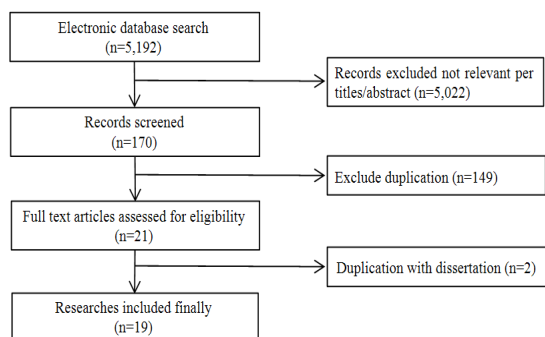 Electronic database search
(n=5,192)
Records excluded not relevant per
titles/abstract (n=5,022)
Records screened
(n=170)
Exclude duplication (n=149)
Full text articles assessed for eligibility
(n=21)
Duplication with dissertation (n=2)
Researches included finally
(n=19)